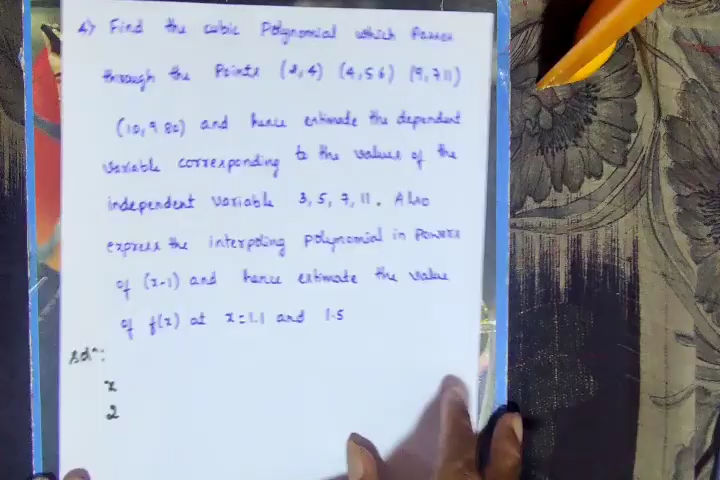 4) Find the cubic Polynomial which Passes
through the Points (2,4) (4,56) (9,711)
(10,980) and hence estimate the dependent
variable corresponding to the values of the
independent variable 3, 5, 7, 11. Also
express the interpoling polynomial in Powers
of (x-1) and hence estimate the value
of f(x) at x=1.1 and 1.5
soln:
x
2